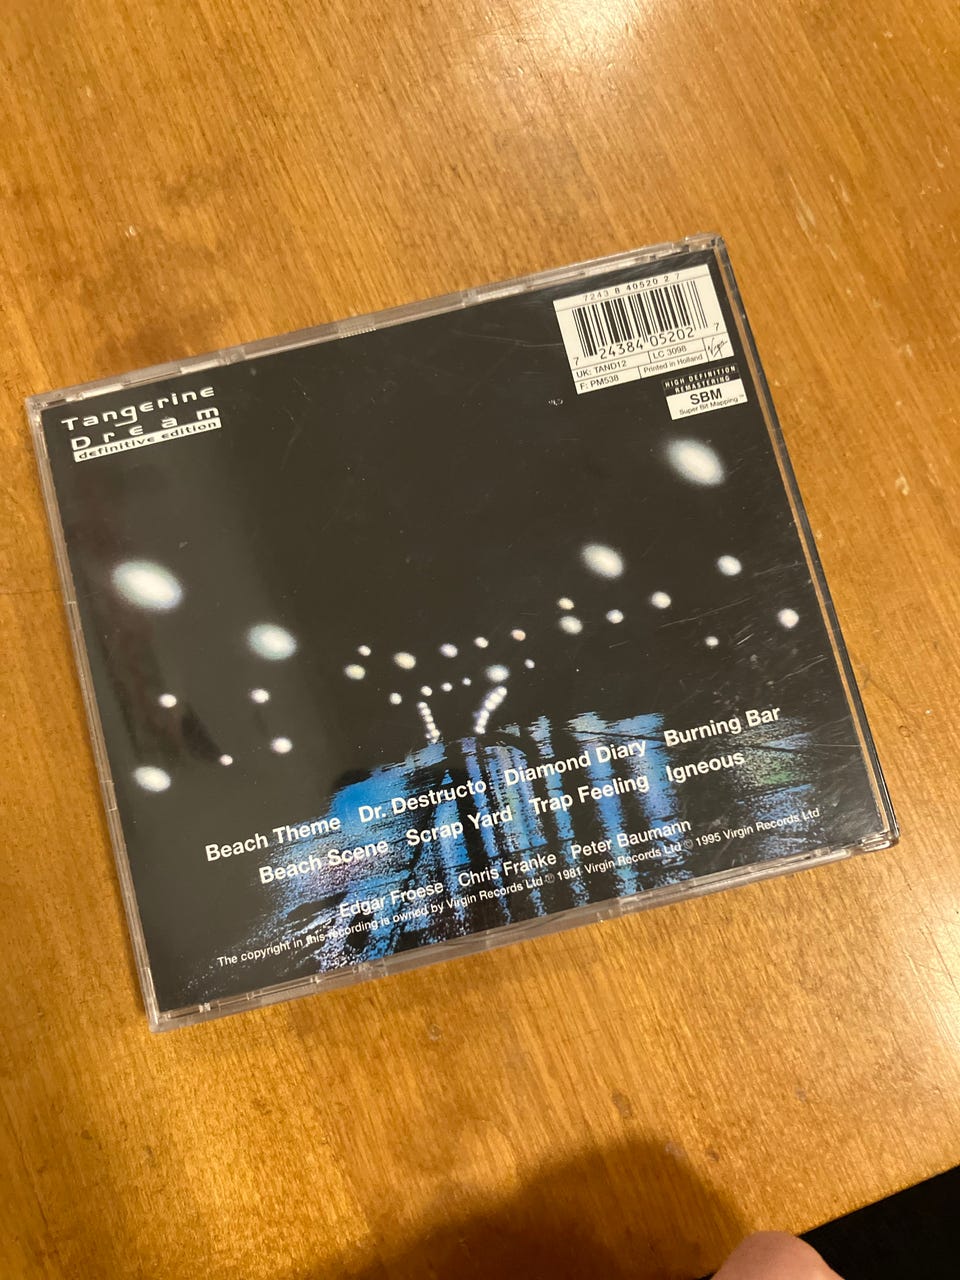 Tangerine
Dream
definitive edition
7243 8 40520 2 7
7 24384 05202 7
UK: TAND12
LC 3098
Virgin
F: PM538
Printed in Holland
HIGH DEFINITION
REMASTERING
SBM
Super Bit Mapping™
Beach Theme Dr. Destructo Diamond Diary Burning Bar
Beach Scene Scrap Yard Trap Feeling Igneous
Edgar Froese Chris Franke Peter Baumann
The copyright in this recording is owned by Virgin Records Ltd ℗ 1981 Virgin Records Ltd © 1995 Virgin Records Ltd